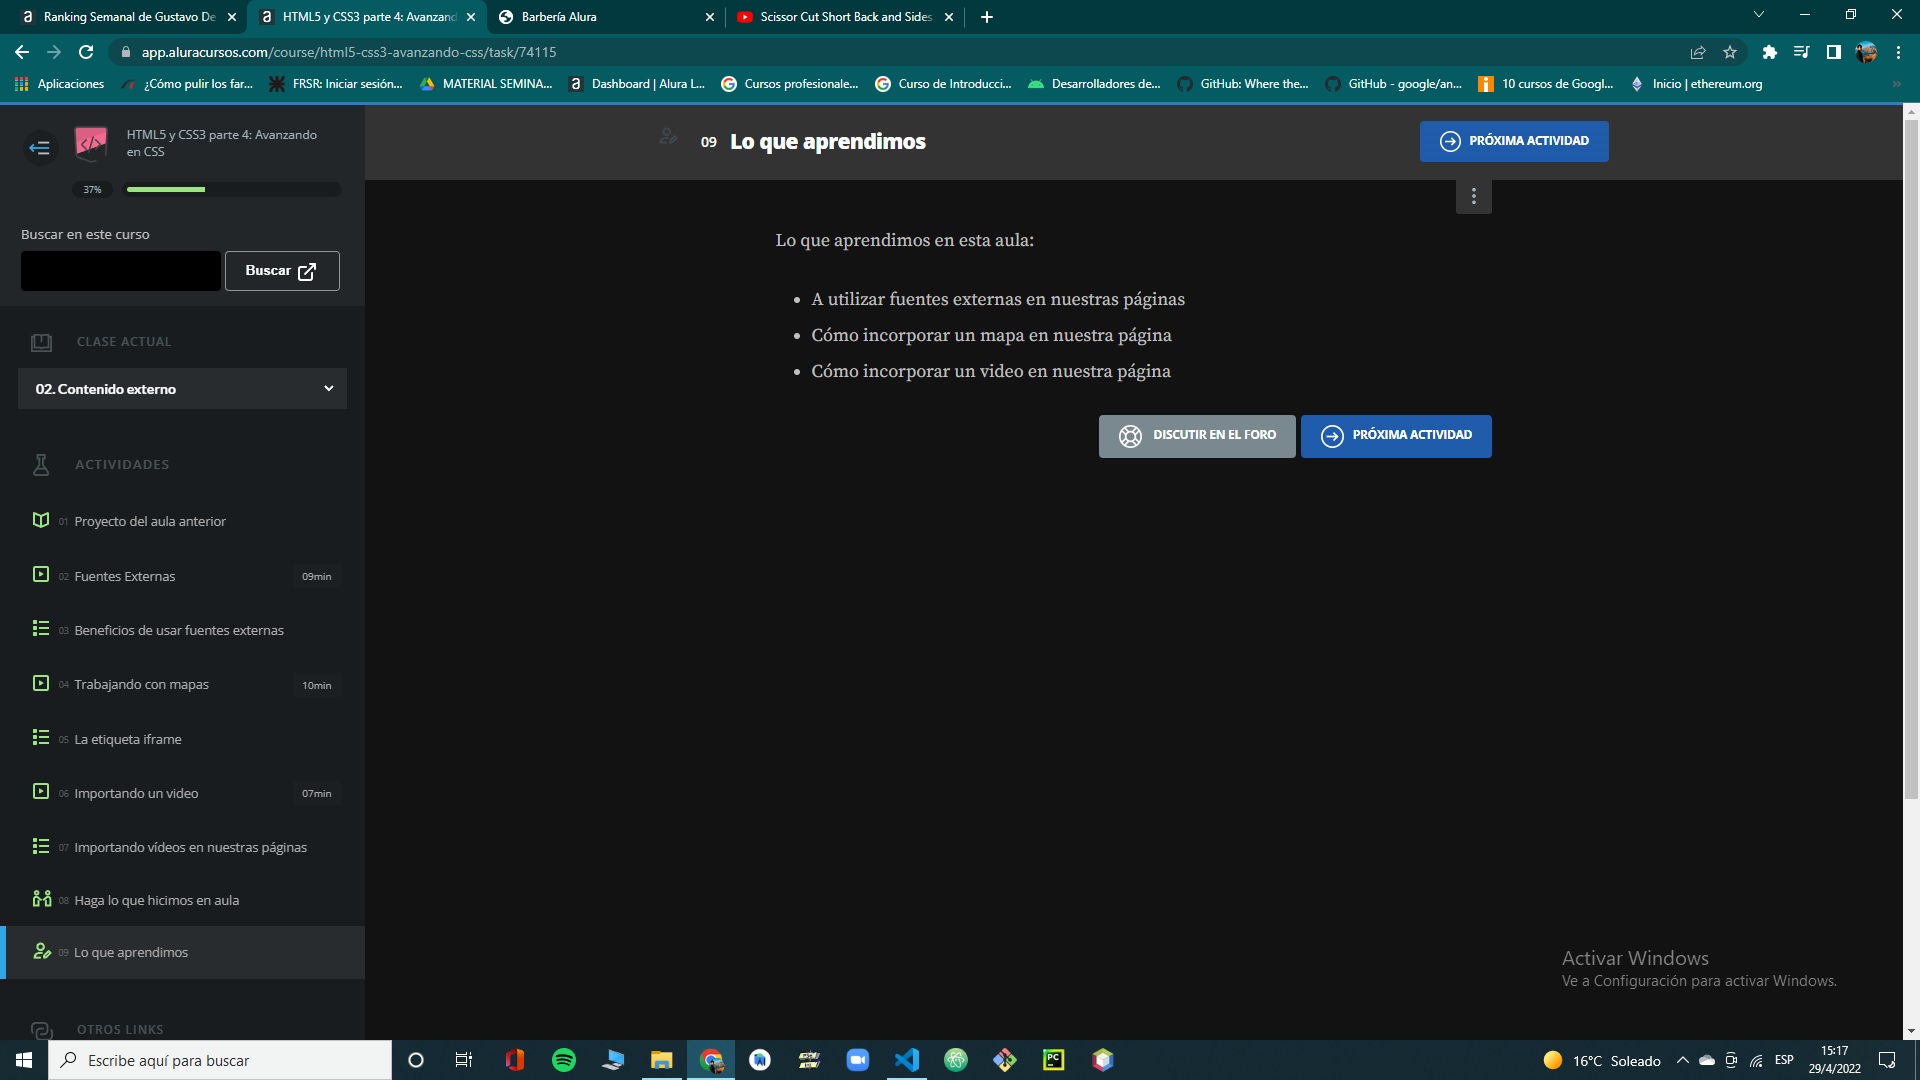 Ranking Semanal de Gustavo De
HTML5 y CSS3 parte 4: Avanzand
Barbería Alura
Scissor Cut Short Back and Sides
app.aluracursos.com/course/html5-css3-avanzando-css/task/74115
Aplicaciones
¿Cómo pulir los far...
FRSR: Iniciar sesión...
MATERIAL SEMINA...
Dashboard | Alura L...
Cursos profesionale...
Curso de Introducci...
Desarrolladores de...
GitHub: Where the...
GitHub - google/an...
10 cursos de Googl...
Inicio | ethereum.org
HTML5 y CSS3 parte 4: Avanzando
en CSS
37%
Buscar en este curso
Buscar
CLASE ACTUAL
02. Contenido externo
ACTIVIDADES
01 Proyecto del aula anterior
02 Fuentes Externas 09min
03 Beneficios de usar fuentes externas
04 Trabajando con mapas 10min
05 La etiqueta iframe
06 Importando un video 07min
07 Importando vídeos en nuestras páginas
08 Haga lo que hicimos en aula
09 Lo que aprendimos
OTROS LINKS
09 Lo que aprendimos
PRÓXIMA ACTIVIDAD
Lo que aprendimos en esta aula:
• A utilizar fuentes externas en nuestras páginas
• Cómo incorporar un mapa en nuestra página
• Cómo incorporar un video en nuestra página
DISCUTIR EN EL FORO
PRÓXIMA ACTIVIDAD
Activar Windows
Ve a Configuración para activar Windows.
Escribe aquí para buscar
PC
16°C Soleado
ESP
15:17
29/4/2022